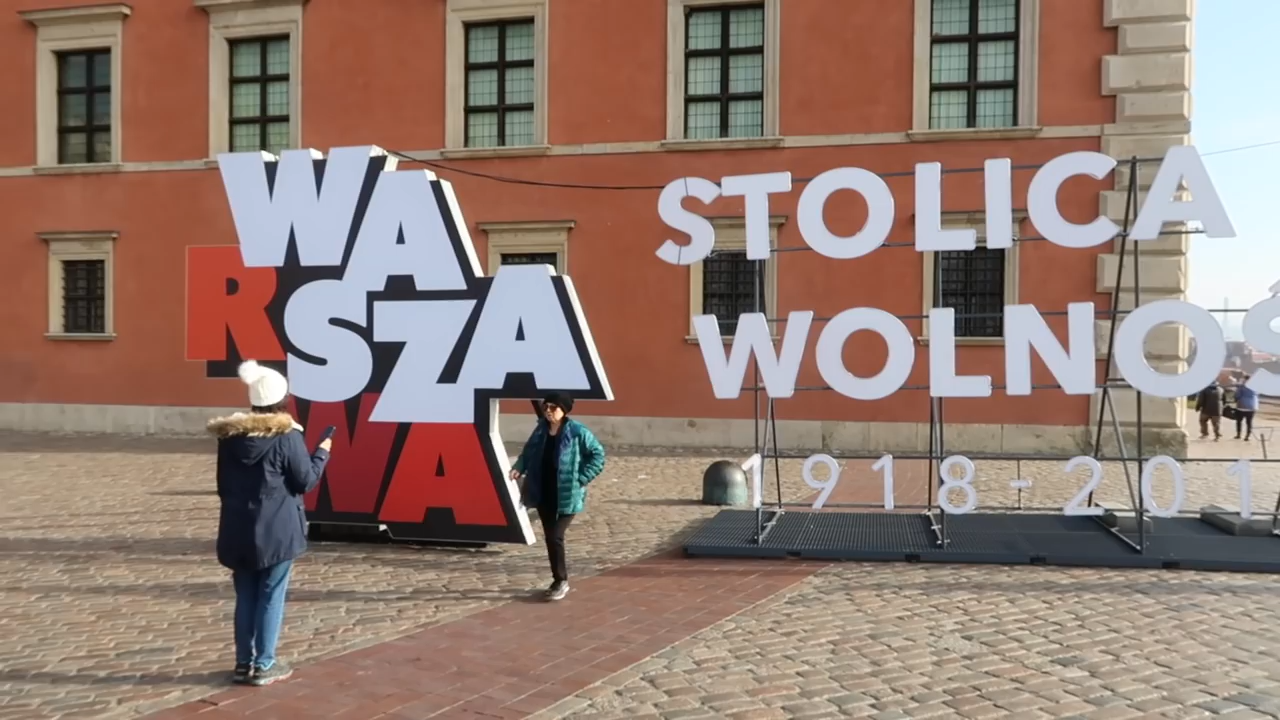 WA
RSZA
WA
STOLICA
WOLNOŚ
1918-201